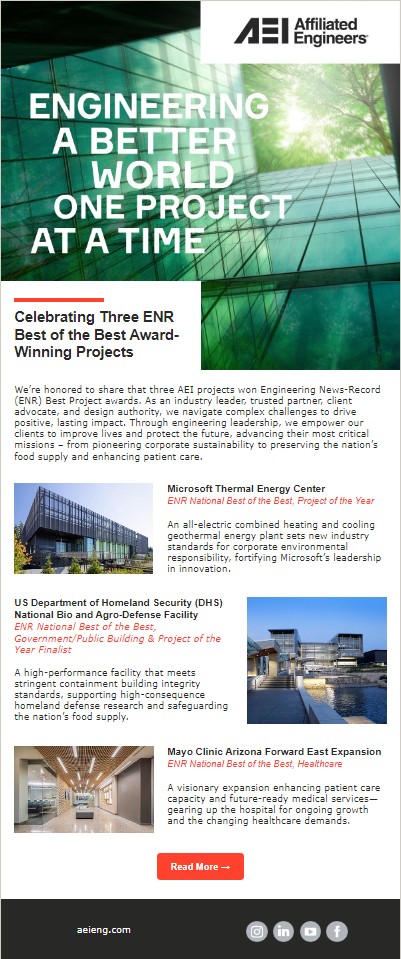 AEI Affiliated
Engineers
ENGINEERING
A BETTER
WORLD
ONE PROJECT
AT A TIME
Celebrating Three ENR
Best of the Best Award-
Winning Projects
We’re honored to share that three AEI projects won Engineering News-Record
(ENR) Best Project awards. As an industry leader, trusted partner, client
advocate, and design authority, we navigate complex challenges to drive
positive, lasting impact. Through engineering leadership, we empower our
clients to improve lives and protect the future, advancing their most critical
missions – from pioneering corporate sustainability to preserving the nation’s
food supply and enhancing patient care.
Microsoft Thermal Energy Center
ENR National Best of the Best, Project of the Year
An all-electric combined heating and cooling
geothermal energy plant sets new industry
standards for corporate environmental
responsibility, fortifying Microsoft’s leadership
in innovation.
US Department of Homeland Security (DHS)
National Bio and Agro-Defense Facility
ENR National Best of the Best,
Government/Public Building & Project of the
Year Finalist
A high-performance facility that meets
stringent containment building integrity
standards, supporting high-consequence
homeland defense research and safeguarding
the nation’s food supply.
Mayo Clinic Arizona Forward East Expansion
ENR National Best of the Best, Healthcare
A visionary expansion enhancing patient care
capacity and future-ready medical services—
gearing up the hospital for ongoing growth
and the changing healthcare demands.
Read More →
aeieng.com